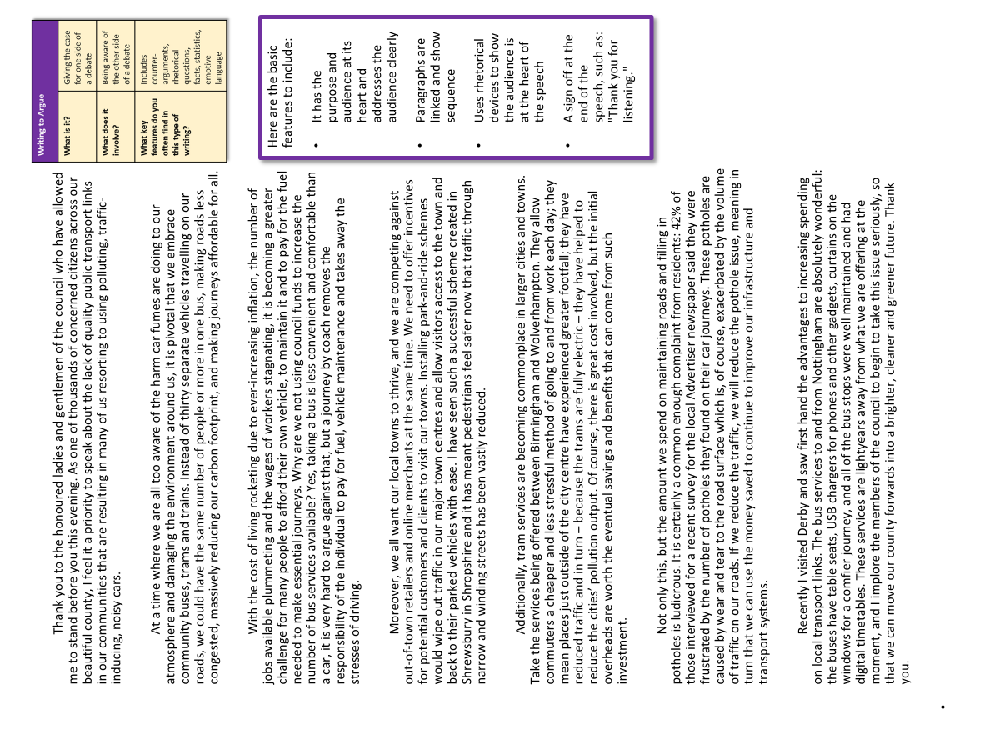 Thank you to the honoured ladies and gentlemen of the council who have allowed
me to stand before you this evening. As one of thousands of concerned citizens across our
beautiful county, I feel it a priority to speak about the lack of quality public transport links
in our communities that are resulting in many of us resorting to using polluting, traffic-
inducing, noisy cars.
At a time where we are all too aware of the harm car fumes are doing to our
atmosphere and damaging the environment around us, it is pivotal that we embrace
community buses, trams and trains. Instead of thirty separate vehicles travelling on our
roads, we could have the same number of people or more in one bus, making roads less
congested, massively reducing our carbon footprint, and making journeys affordable for all.
With the cost of living rocketing due to ever-increasing inflation, the number of
jobs available plummeting and the wages of workers stagnating, it is becoming a greater
challenge for many people to afford their own vehicle, to maintain it and to pay for the fuel
needed to make essential journeys. Why are we not using council funds to increase the
number of bus services available? Yes, taking a bus is less convenient and comfortable than
a car, it is very hard to argue against that, but a journey by coach removes the
responsibility of the individual to pay for fuel, vehicle maintenance and takes away the
stresses of driving.
Moreover, we all want our local towns to thrive, and we are competing against
out-of-town retailers and online merchants at the same time. We need to offer incentives
for potential customers and clients to visit our towns. Installing park-and-ride schemes
would wipe out traffic in our major town centres and allow visitors access to the town and
back to their parked vehicles with ease. I have seen such a successful scheme created in
Shrewsbury in Shropshire and it has meant pedestrians feel safer now that traffic through
narrow and winding streets has been vastly reduced.
Additionally, tram services are becoming commonplace in larger cities and towns.
Take the services being offered between Birmingham and Wolverhampton. They allow
commuters a cheaper and less stressful method of going to and from work each day; they
mean places just outside of the city centre have experienced greater footfall; they have
reduced traffic and in turn – because the trams are fully electric – they have helped to
reduce the cities' pollution output. Of course, there is great cost involved, but the initial
overheads are worth the eventual savings and benefits that can come from such
investment.
Not only this, but the amount we spend on maintaining roads and filling in
potholes is ludicrous. It is certainly a common enough complaint from residents: 42% of
those interviewed for a recent survey for the local Advertiser newspaper said they were
frustrated by the number of potholes they found on their car journeys. These potholes are
caused by wear and tear to the road surface which is, of course, exacerbated by the volume
of traffic on our roads. If we reduce the traffic, we will reduce the pothole issue, meaning in
turn that we can use the money saved to continue to improve our infrastructure and
transport systems.
Recently I visited Derby and saw first hand the advantages to increasing spending
on local transport links. The bus services to and from Nottingham are absolutely wonderful:
the buses have table seats, USB chargers for phones and other gadgets, curtains on the
windows for a comfier journey, and all of the bus stops were well maintained and had
digital timetables. These services are lightyears away from what we are offering at the
moment, and I implore the members of the council to begin to take this issue seriously, so
that we can move our county forwards into a brighter, cleaner and greener future. Thank
you.
•
Writing to Argue
What is it?
Giving the case
for one side of
a debate
What does it
involve?
Being aware of
the other side
of a debate
What key
features do you
often find in
this type of
writing?
Includes
counter-
arguments,
rhetorical
questions,
facts, statistics,
emotive
language
Here are the basic
features to include:
• It has the
purpose and
audience at its
heart and
addresses the
audience clearly
• Paragraphs are
linked and show
sequence
• Uses rhetorical
devices to show
the audience is
at the heart of
the speech
• A sign off at the
end of the
speech, such as:
"Thank you for
listening."